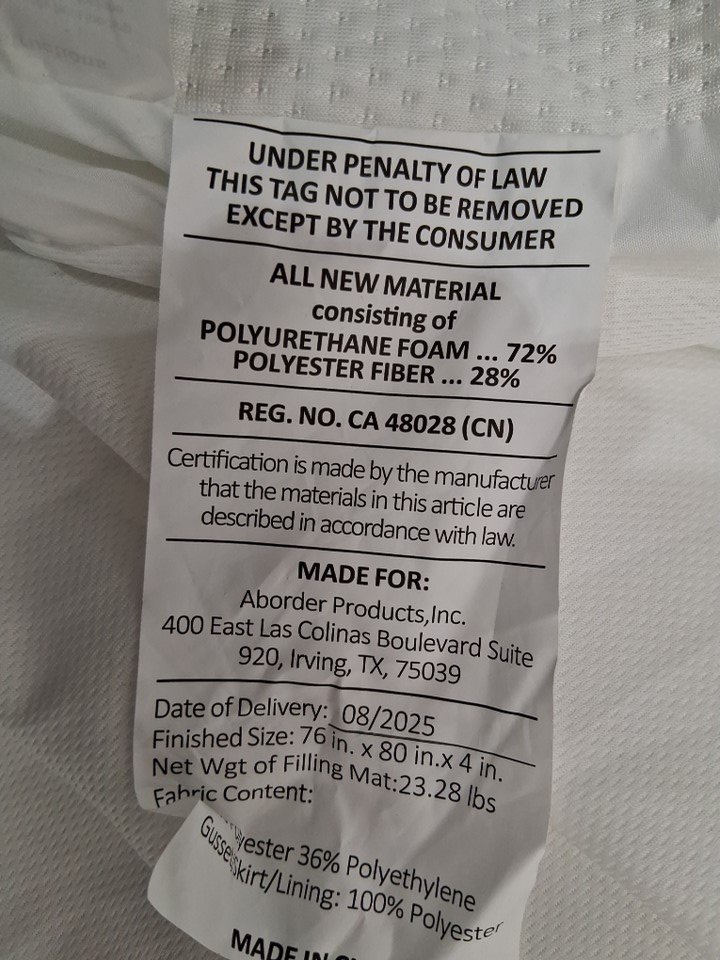 UNDER PENALTY OF LAW
THIS TAG NOT TO BE REMOVED
EXCEPT BY THE CONSUMER
ALL NEW MATERIAL
consisting of
POLYURETHANE FOAM ... 72%
POLYESTER FIBER ... 28%
REG. NO. CA 48028 (CN)
Certification is made by the manufacturer
that the materials in this article are
described in accordance with law.
MADE FOR:
Aborder Products,Inc.
400 East Las Colinas Boulevard Suite
920, Irving, TX, 75039
Date of Delivery: 08/2025
Finished Size: 76 in. x 80 in.x 4 in.
Net Wgt of Filling Mat:23.28 lbs
Fabric Content:
36% Polyethylene
100% Polyester
MADE IN